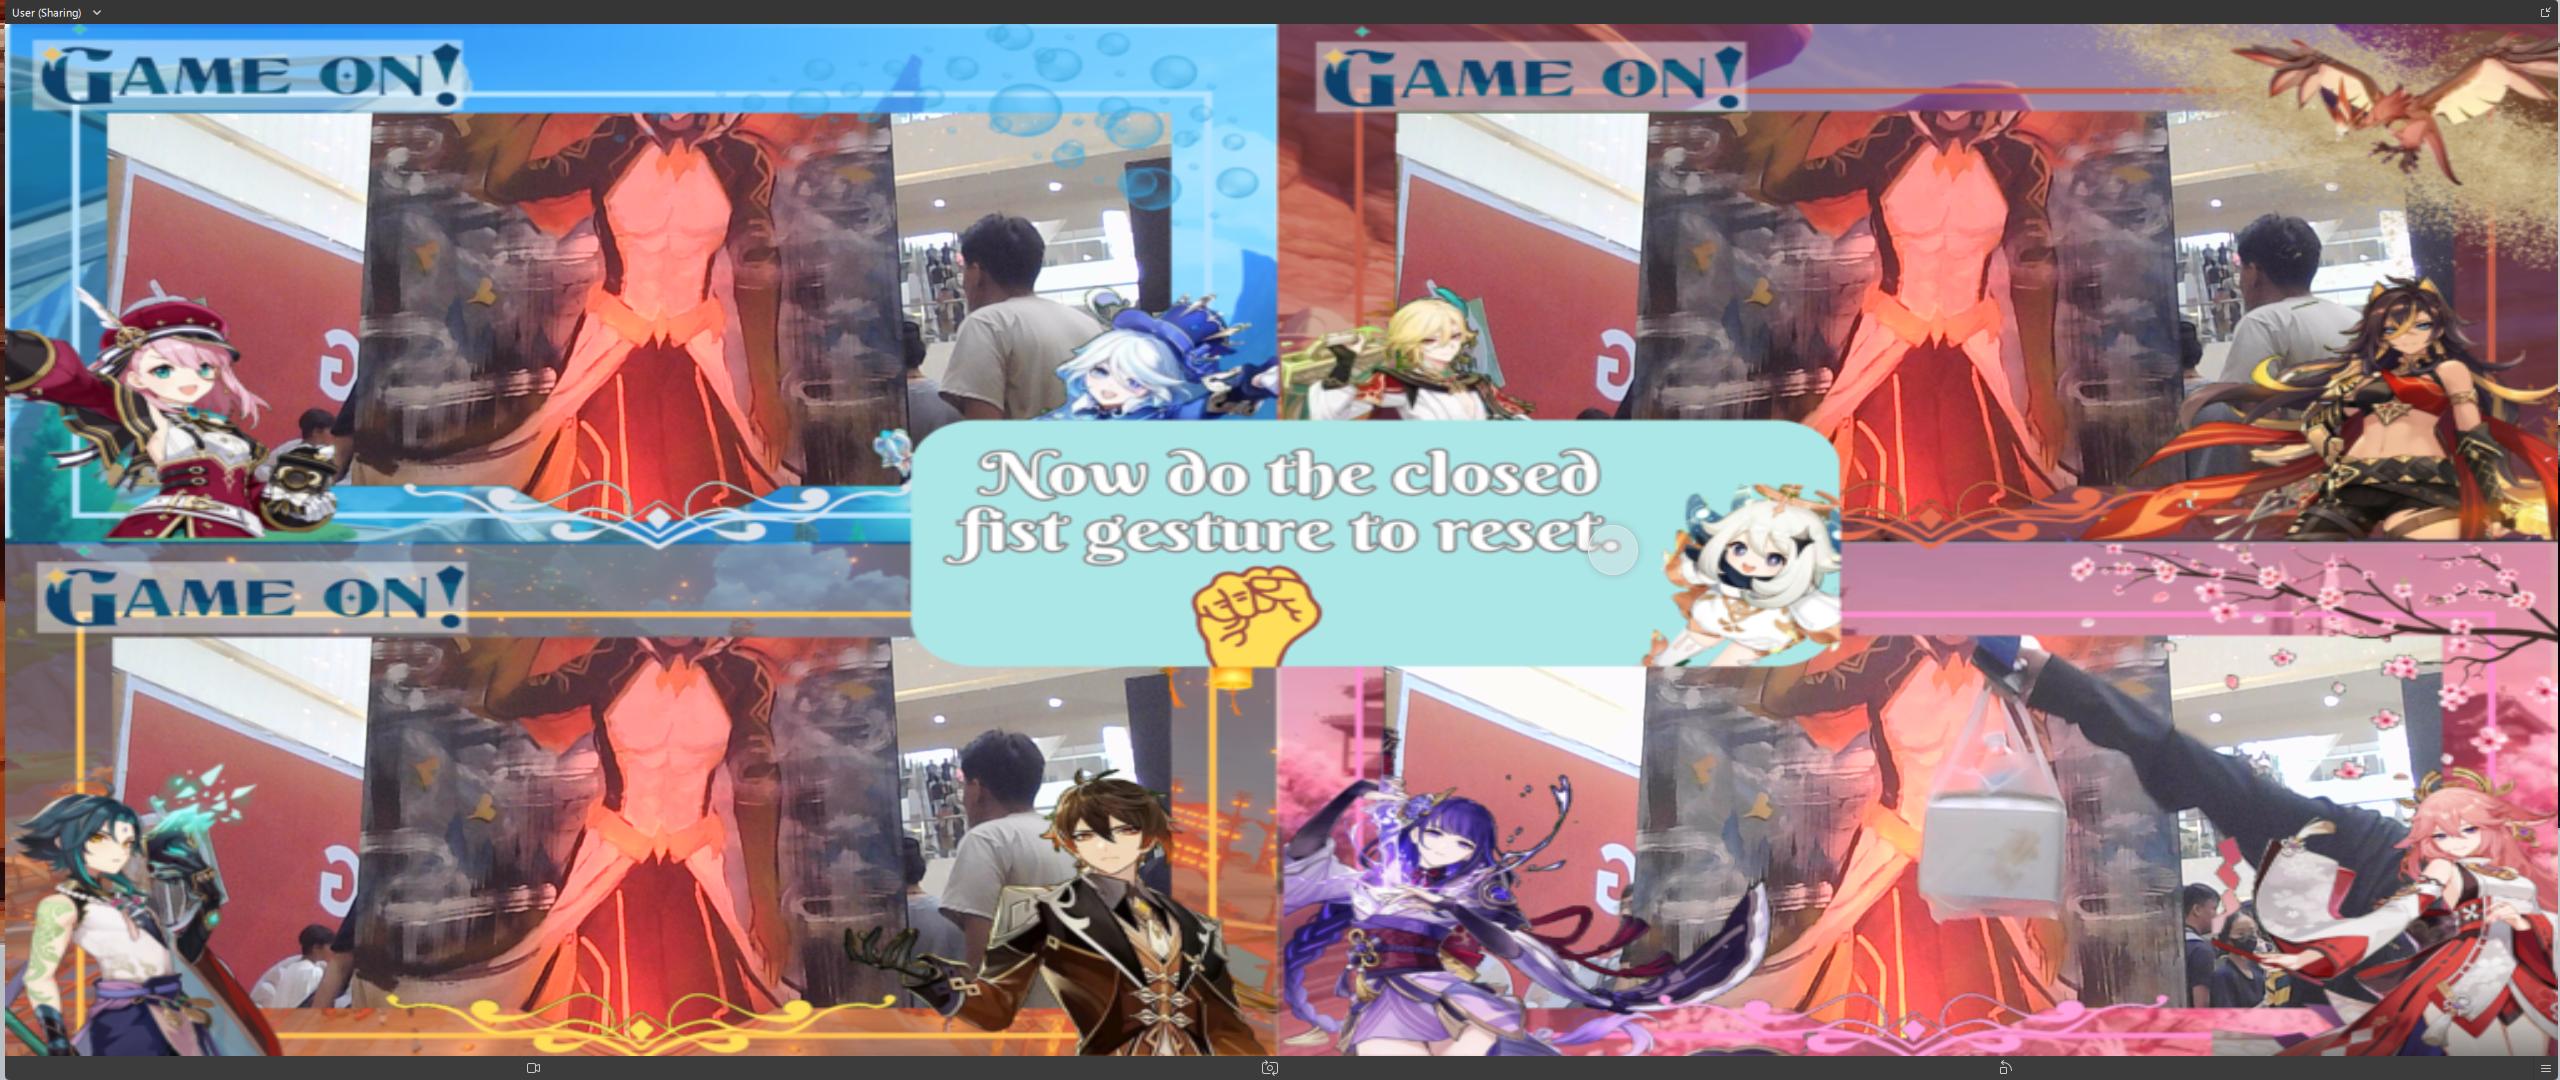 User (Sharing)
GAME ON!
GAME ON!
Now do the closed
fist gesture to reset.
GAME ON!
G
G
G
G